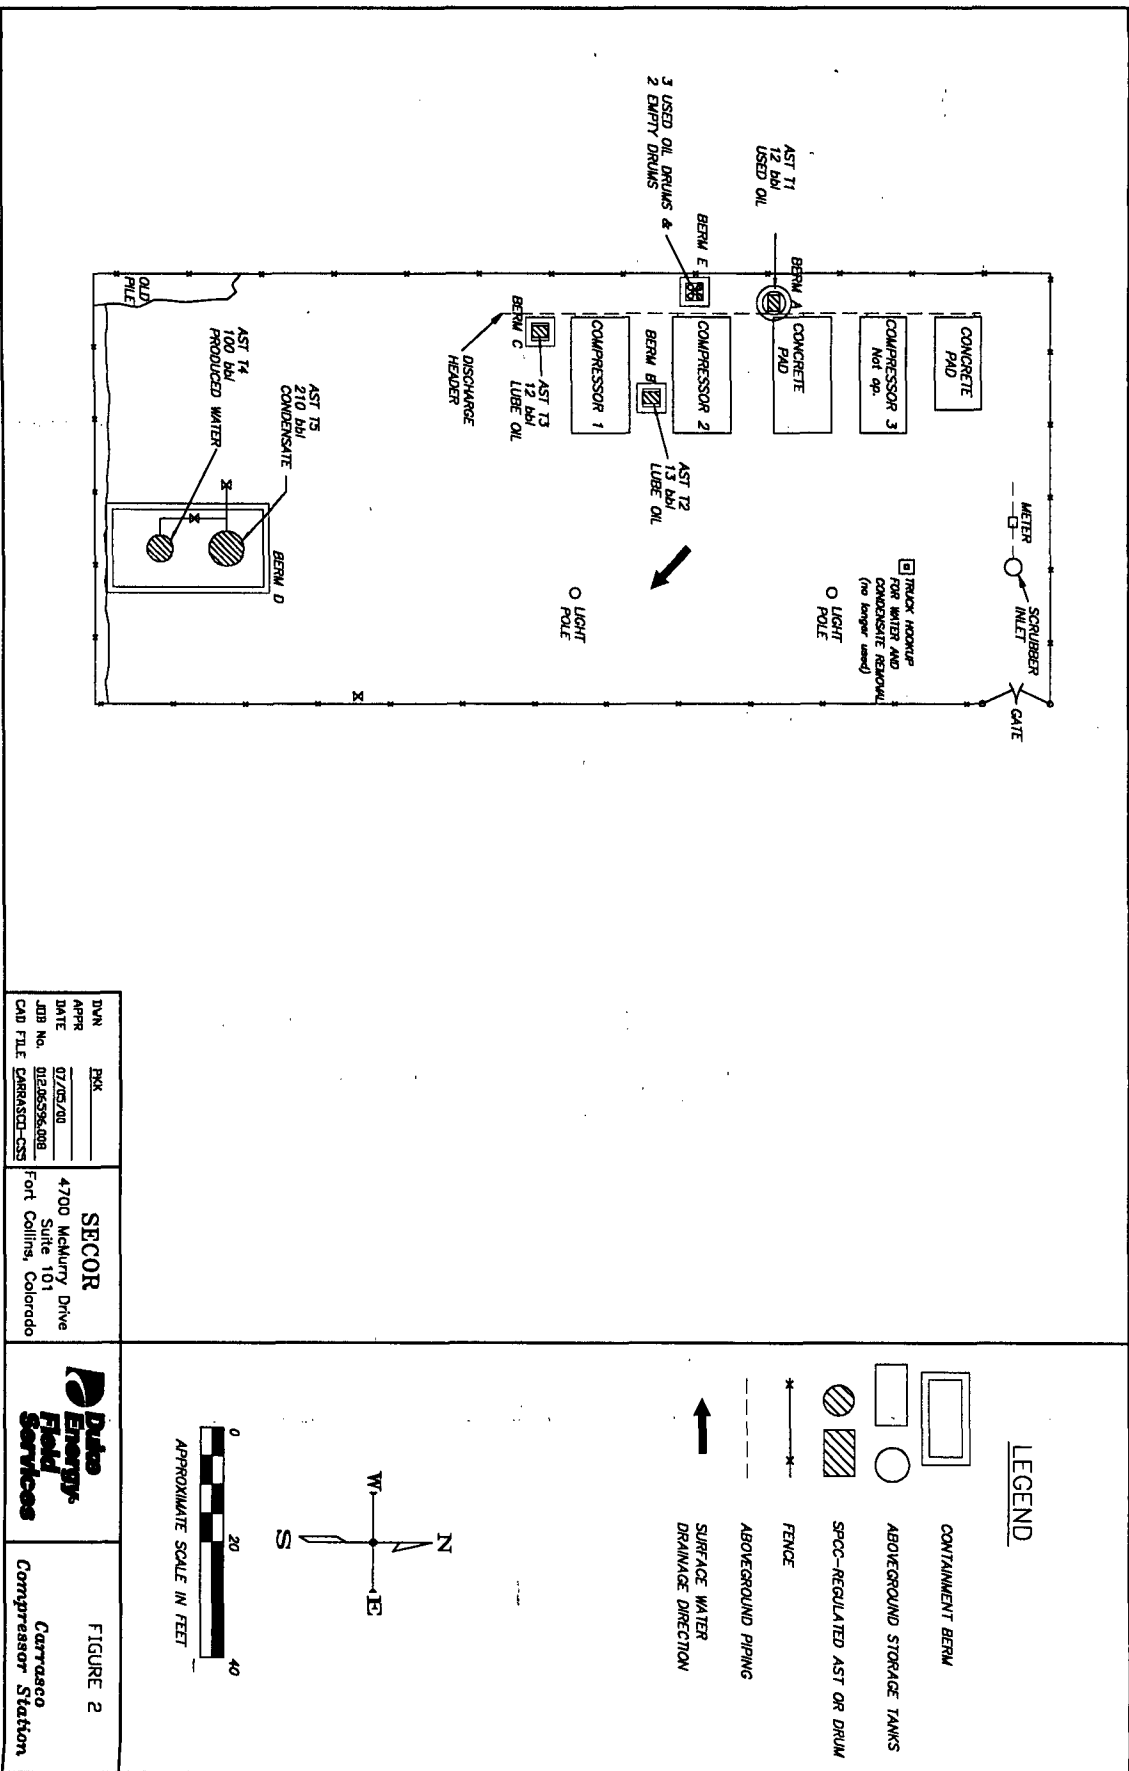 3 USED OIL DRUMS &
2 EMPTY DRUMS
AST T1
12 bbl
USED OIL
BERM E
BERM A
OLD
PILE
CONCRETE
PAD
COMPRESSOR 3
Not op.
CONCRETE
PAD
COMPRESSOR 2
BERM B
COMPRESSOR 1
BERM C
DISCHARGE
HEADER
AST T3
12 bbl
LUBE OIL
AST T2
13 bbl
LUBE OIL
AST T4
100 bbl
PRODUCED WATER
AST T5
210 bbl
CONDENSATE
BERM D
METER
SCRUBBER
INLET
TRUCK HOOKUP
FOR WATER AND
CONDENSATE REMOVAL
(no longer used)
LIGHT
POLE
LIGHT
POLE
GATE
LEGEND
CONTAINMENT BERM
ABOVEGROUND STORAGE TANKS
SPCC-REGULATED AST OR DRUM
FENCE
ABOVEGROUND PIPING
SURFACE WATER
DRAINAGE DIRECTION
N
W
E
S
0 20 40
APPROXIMATE SCALE IN FEET
DWN PKK
APPR
DATE 07/05/00
JOB No. 012.06596.008
CAD FILE CARRASCO-CSS
SECOR
4700 McMurry Drive
Suite 101
Fort Collins, Colorado
Duke
Energy
Field
Services
FIGURE 2
Carrasco
Compressor Station